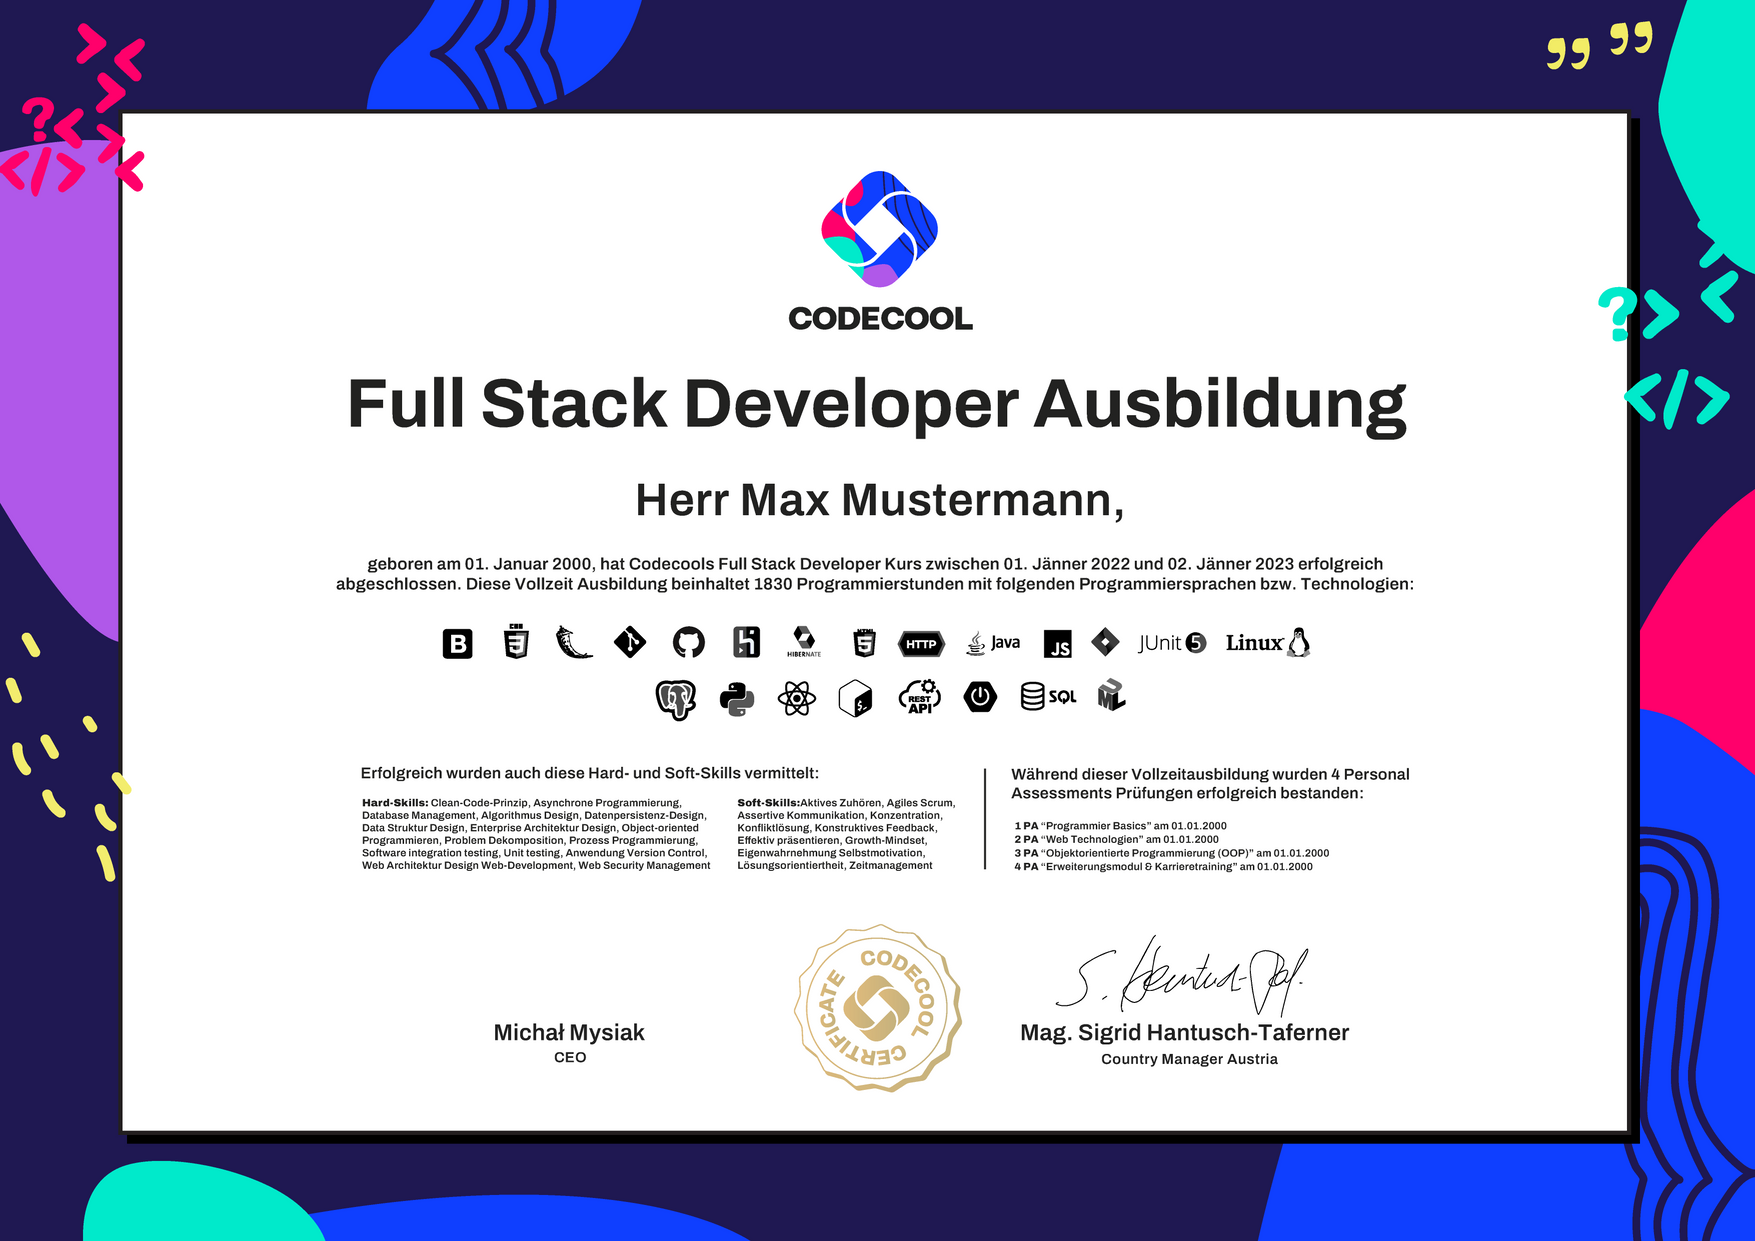 CODECOOL
Full Stack Developer Ausbildung
Herr Max Mustermann,
geboren am 01. Januar 2000, hat Codecools Full Stack Developer Kurs zwischen 01. Jänner 2022 und 02. Jänner 2023 erfolgreich
abgeschlossen. Diese Vollzeit Ausbildung beinhaltet 1830 Programmierstunden mit folgenden Programmiersprachen bzw. Technologien:
B CSS 3 h HIBERNATE HTML 5 HTTP Java JS JUnit 5 Linux
$_ REST API SQL UML
Erfolgreich wurden auch diese Hard- und Soft-Skills vermittelt:
Hard-Skills: Clean-Code-Prinzip, Asynchrone Programmierung,
Database Management, Algorithmus Design, Datenpersistenz-Design,
Data Struktur Design, Enterprise Architektur Design, Object-oriented
Programmieren, Problem Dekomposition, Prozess Programmierung,
Software integration testing, Unit testing, Anwendung Version Control,
Web Architektur Design Web-Development, Web Security Management
Soft-Skills:Aktives Zuhören, Agiles Scrum,
Assertive Kommunikation, Konzentration,
Konfliktlösung, Konstruktives Feedback,
Effektiv präsentieren, Growth-Mindset,
Eigenwahrnehmung Selbstmotivation,
Lösungsorientiertheit, Zeitmanagement
Während dieser Vollzeitausbildung wurden 4 Personal
Assessments Prüfungen erfolgreich bestanden:
1 PA “Programmier Basics” am 01.01.2000
2 PA “Web Technologien” am 01.01.2000
3 PA “Objektorientierte Programmierung (OOP)” am 01.01.2000
4 PA “Erweiterungsmodul & Karrieretraining” am 01.01.2000
Michał Mysiak
CEO
CODECOOL CERTIFICATE
S. Hantusch-Taf.
Mag. Sigrid Hantusch-Taferner
Country Manager Austria